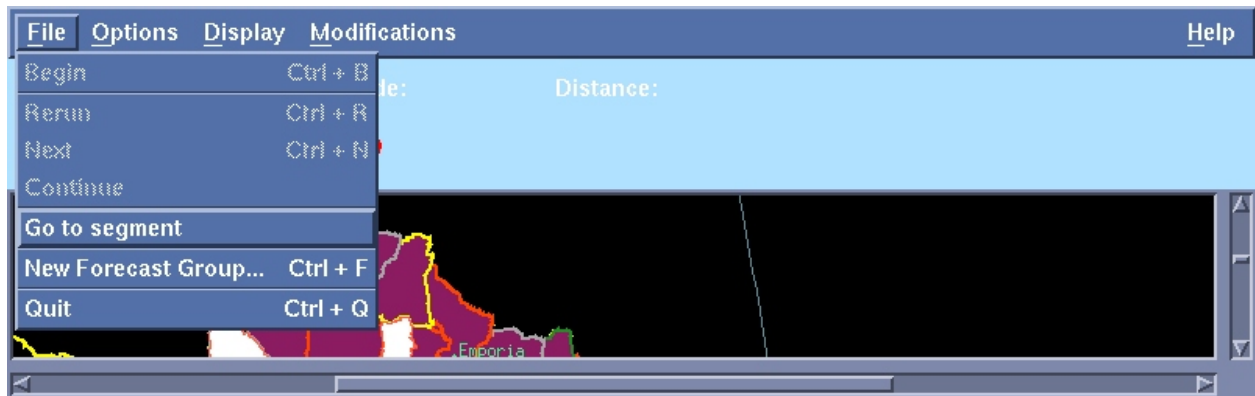 File Options Display Modifications Help
Begin Ctrl + B
de: Distance:
Rerun Ctrl + R
Next Ctrl + N
Continue
Go to segment
New Forecast Group... Ctrl + F
Quit Ctrl + Q
Emporia